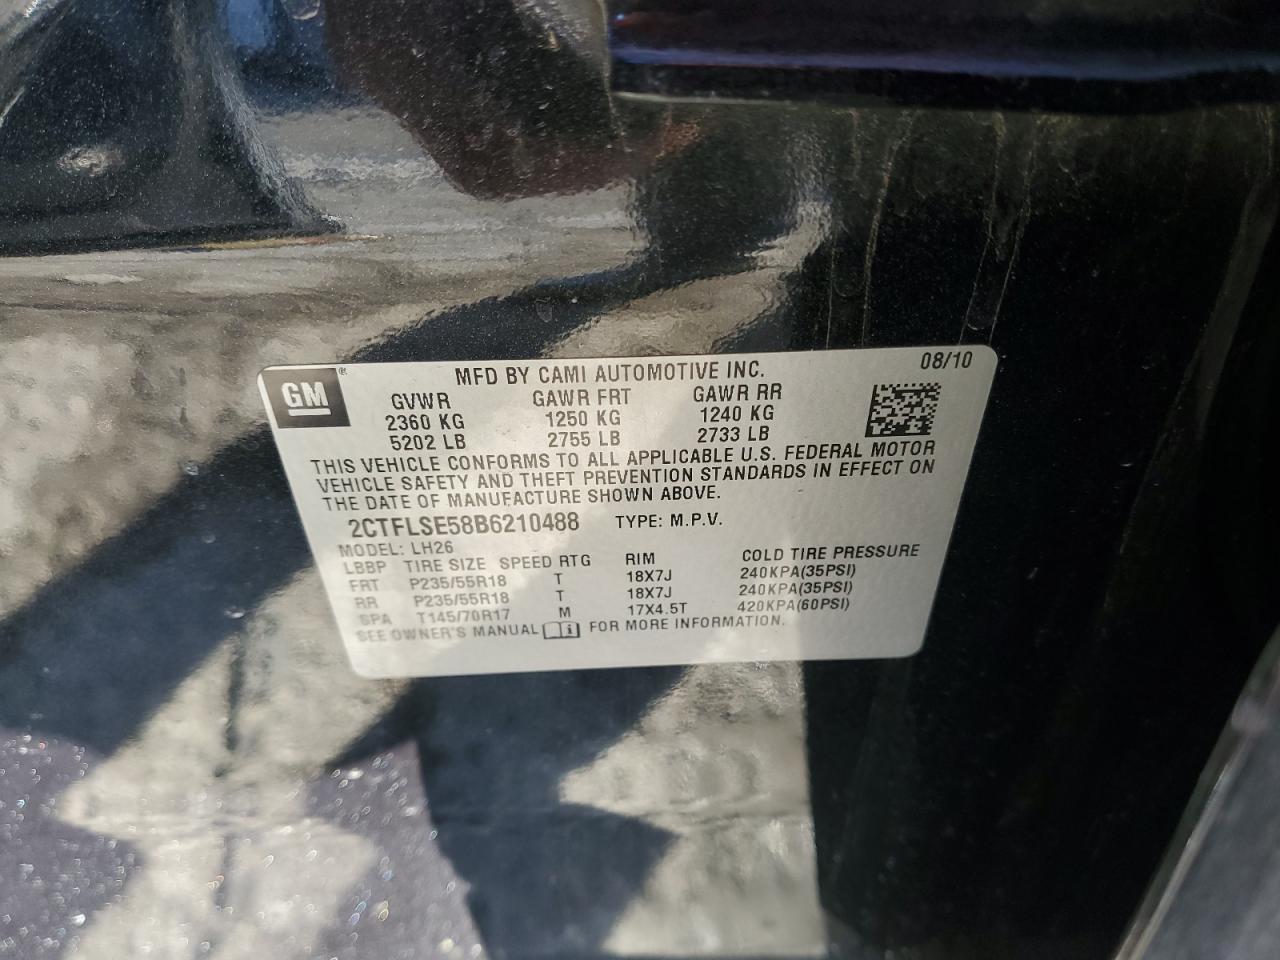 GM®
MFD BY CAMI AUTOMOTIVE INC. 08/10
GVWR GAWR FRT GAWR RR
2360 KG 1250 KG 1240 KG
5202 LB 2755 LB 2733 LB
THIS VEHICLE CONFORMS TO ALL APPLICABLE U.S. FEDERAL MOTOR
VEHICLE SAFETY AND THEFT PREVENTION STANDARDS IN EFFECT ON
THE DATE OF MANUFACTURE SHOWN ABOVE.
2CTFLSE58B6210488 TYPE: M.P.V.
MODEL: LH26
LBBP TIRE SIZE SPEED RTG RIM COLD TIRE PRESSURE
FRT P235/55R18 T 18X7J 240KPA(35PSI)
RR P235/55R18 T 18X7J 240KPA(35PSI)
SPA T145/70R17 M 17X4.5T 420KPA(60PSI)
SEE OWNER'S MANUAL FOR MORE INFORMATION.